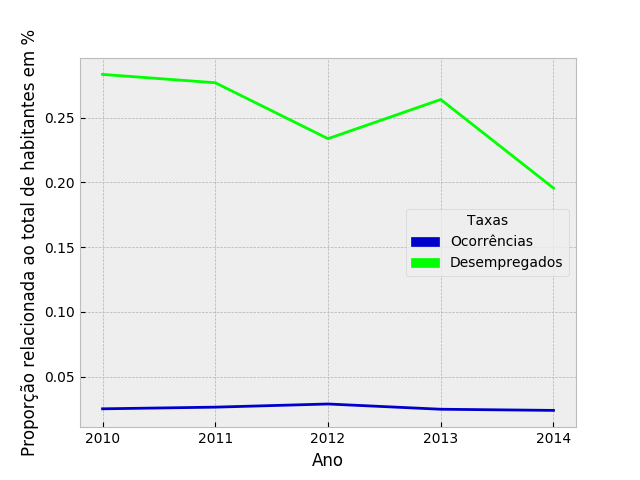 Proporção relacionada ao total de habitantes em %
0.25
0.20
0.15
0.10
0.05
Taxas
Ocorrências
Desempregados
2010 2011 2012 2013 2014
Ano